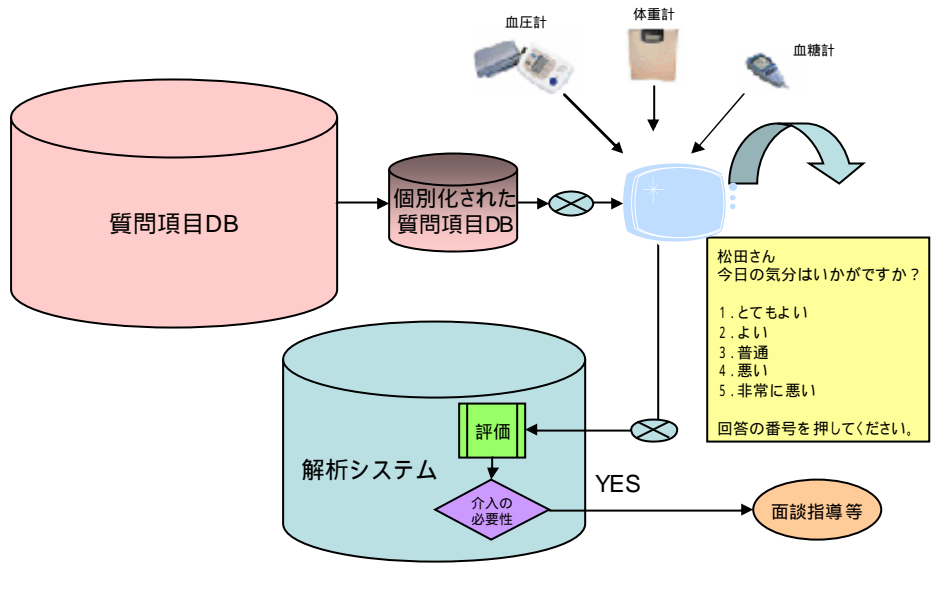 血圧計
体重計
血糖計
質問項目DB
個別化された
質問項目DB
松田さん
今日の気分はいかがですか？
1.とてもよい
2.よい
3.普通
4.悪い
5.非常に悪い
回答の番号を押してください。
評価
解析システム
介入の
必要性
YES
面談指導等